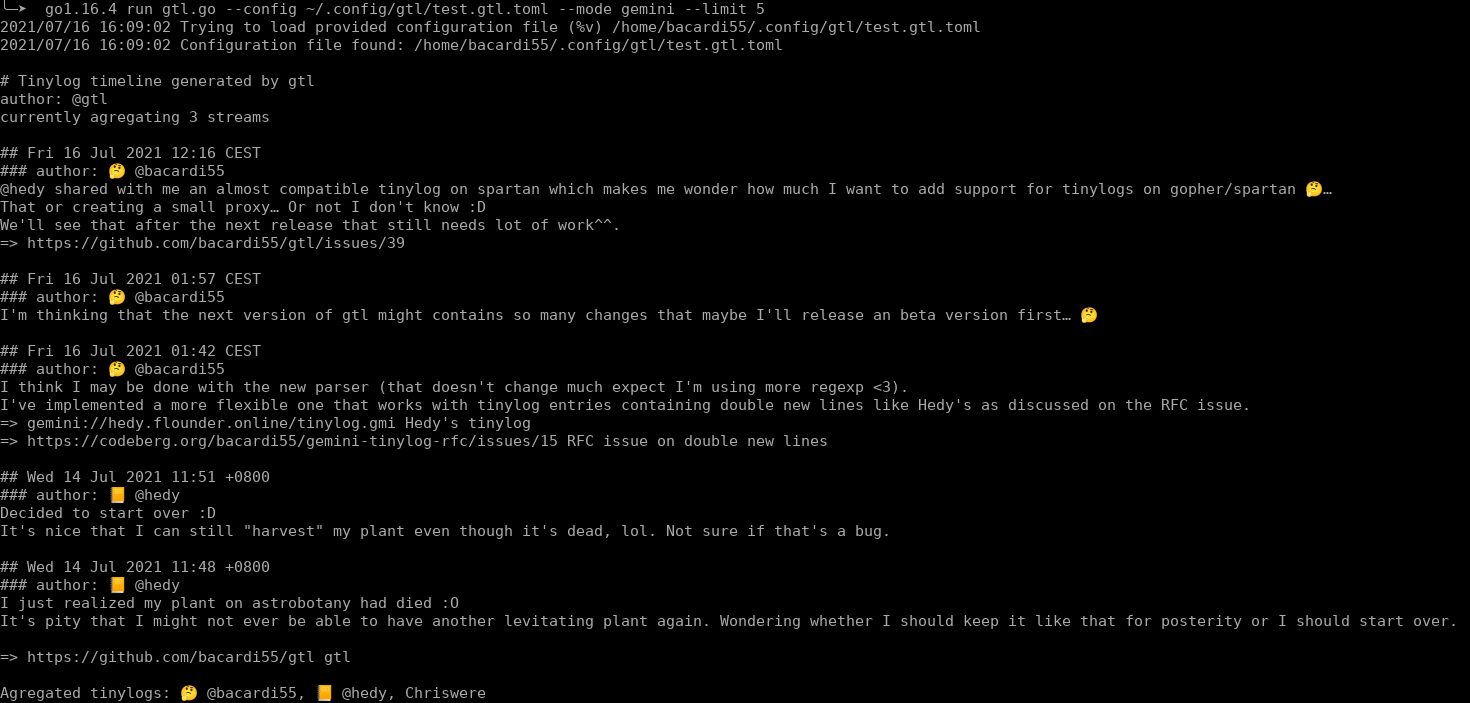 ╰─➤  go1.16.4 run gtl.go --config ~/.config/gtl/test.gtl.toml --mode gemini --limit 5
2021/07/16 16:09:02 Trying to load provided configuration file (%v) /home/bacardi55/.config/gtl/test.gtl.toml
2021/07/16 16:09:02 Configuration file found: /home/bacardi55/.config/gtl/test.gtl.toml

# Tinylog timeline generated by gtl
author: @gtl
currently agregating 3 streams

## Fri 16 Jul 2021 12:16 CEST
### author: 🤔 @bacardi55
@hedy shared with me an almost compatible tinylog on spartan which makes me wonder how much I want to add support for tinylogs on gopher/spartan 🤔…
That or creating a small proxy… Or not I don't know :D
We'll see that after the next release that still needs lot of work^^.
=> https://github.com/bacardi55/gtl/issues/39

## Fri 16 Jul 2021 01:57 CEST
### author: 🤔 @bacardi55
I'm thinking that the next version of gtl might contains so many changes that maybe I'll release an beta version first… 🤔

## Fri 16 Jul 2021 01:42 CEST
### author: 🤔 @bacardi55
I think I may be done with the new parser (that doesn't change much expect I'm using more regexp <3).
I've implemented a more flexible one that works with tinylog entries containing double new lines like Hedy's as discussed on the RFC issue.
=> gemini://hedy.flounder.online/tinylog.gmi Hedy's tinylog
=> https://codeberg.org/bacardi55/gemini-tinylog-rfc/issues/15 RFC issue on double new lines

## Wed 14 Jul 2021 11:51 +0800
### author: 📒 @hedy
Decided to start over :D
It's nice that I can still "harvest" my plant even though it's dead, lol. Not sure if that's a bug.

## Wed 14 Jul 2021 11:48 +0800
### author: 📒 @hedy
I just realized my plant on astrobotany had died :O
It's pity that I might not ever be able to have another levitating plant again. Wondering whether I should keep it like that for posterity or I should start over.

=> https://github.com/bacardi55/gtl gtl

Agregated tinylogs: 🤔 @bacardi55, 📒 @hedy, Chriswere